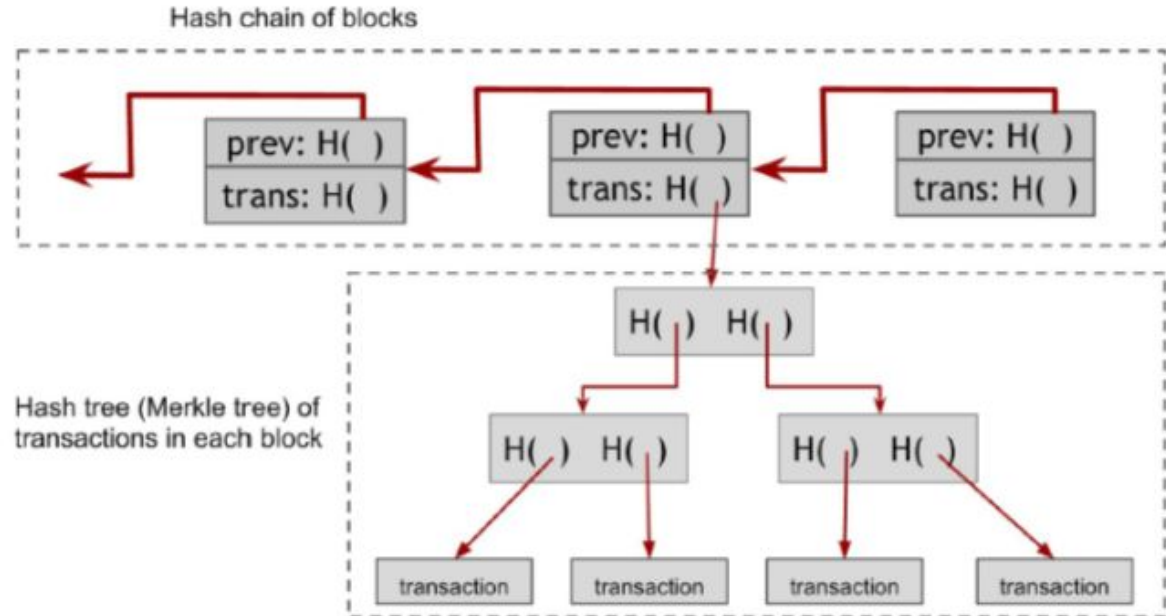 Hash chain of blocks
prev: H( )
trans: H( )
prev: H( )
trans: H( )
prev: H( )
trans: H( )
H( ) H( )
Hash tree (Merkle tree) of
transactions in each block
H( ) H( )
H( ) H( )
transaction
transaction
transaction
transaction